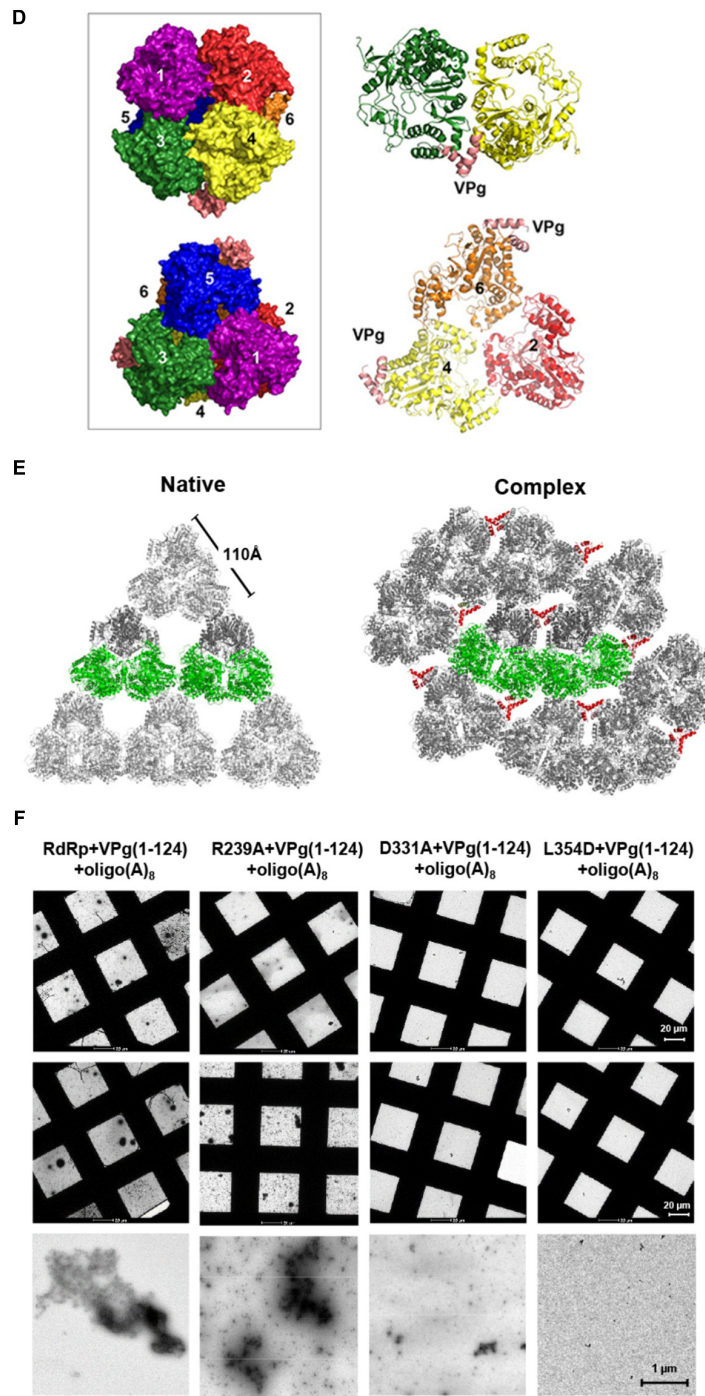 D
1
2
5
6
3
4
5
6
2
3
1
4
3
VPg
VPg
6
VPg
2
4
E
Native
Complex
110Å
F
RdRp+VPg(1-124)
+oligo(A)8
R239A+VPg(1-124)
+oligo(A)8
D331A+VPg(1-124)
+oligo(A)8
L354D+VPg(1-124)
+oligo(A)8
20 µm
20 µm
1 µm